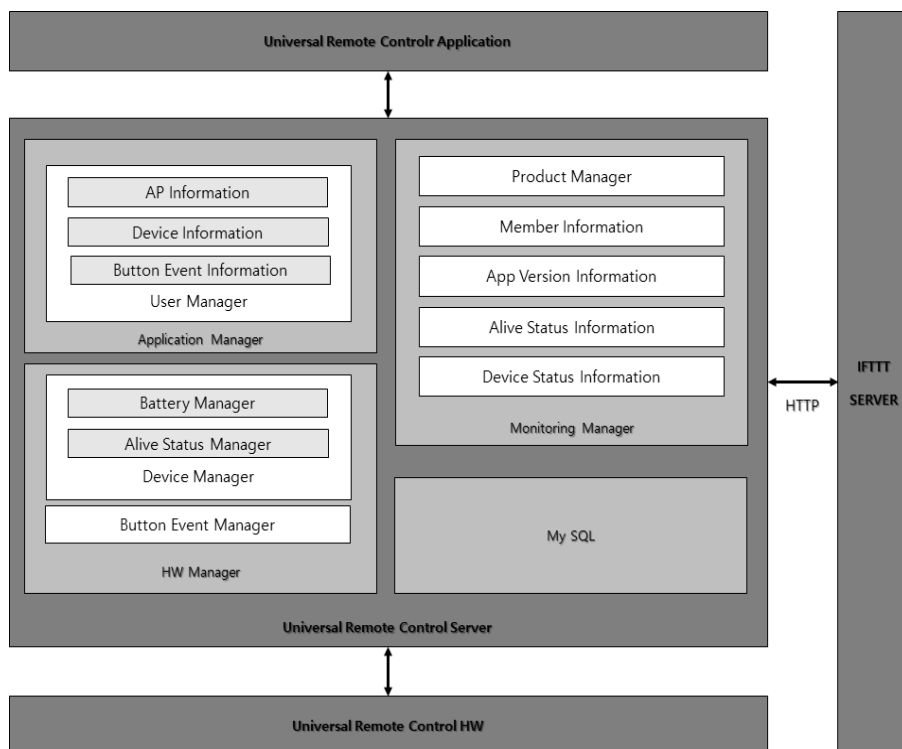 Universal Remote Controlr Application
AP Information
Device Information
Button Event Information
User Manager
Application Manager
Battery Manager
Alive Status Manager
Device Manager
Button Event Manager
HW Manager
Product Manager
Member Information
App Version Information
Alive Status Information
Device Status Information
Monitoring Manager
My SQL
Universal Remote Control Server
HTTP
IFTTT
SERVER
Universal Remote Control HW